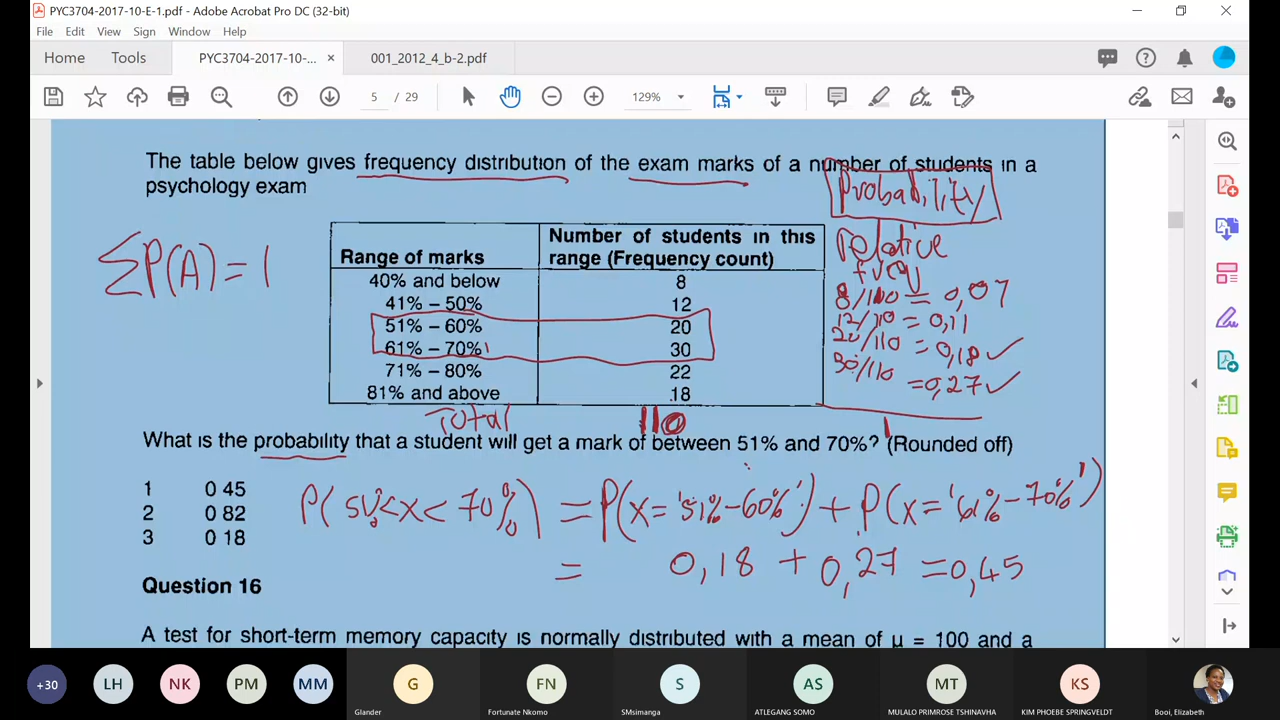 PYC3704-2017-10-E-1.pdf - Adobe Acrobat Pro DC (32-bit)
File Edit View Sign Window Help
Home Tools PYC3704-2017-10-... × 001_2012_4_b-2.pdf
5 / 29 129%
The table below gives frequency distribution of the exam marks of a number of students in a
psychology exam
Probability
ΣP(A)=1
Range of marks Number of students in this range (Frequency count) relative freq
40% and below 8 8/110 = 0,07
41% – 50% 12 12/110 = 0,11
51% – 60% 20 20/110 = 0,18 ✓
61% – 70% 30 30/110 = 0,27 ✓
71% – 80% 22
81% and above 18
Total 110 1
What is the probability that a student will get a mark of between 51% and 70%? (Rounded off)
1 0 45
2 0 82
3 0 18
P(51%<x<70%) = P(x='51%-60%') + P(x='61%-70%')
= 0,18 + 0,27 = 0,45
Question 16
A test for short-term memory capacity is normally distributed with a mean of μ = 100 and a
+30 LH NK PM MM G FN S AS MT KS
Glander Fortunate Nkomo SMsimanga ATLEGANG SOMO MULALO PRIMROSE TSHINAVHA KIM PHOEBE SPRINGVELDT Booi, Elizabeth